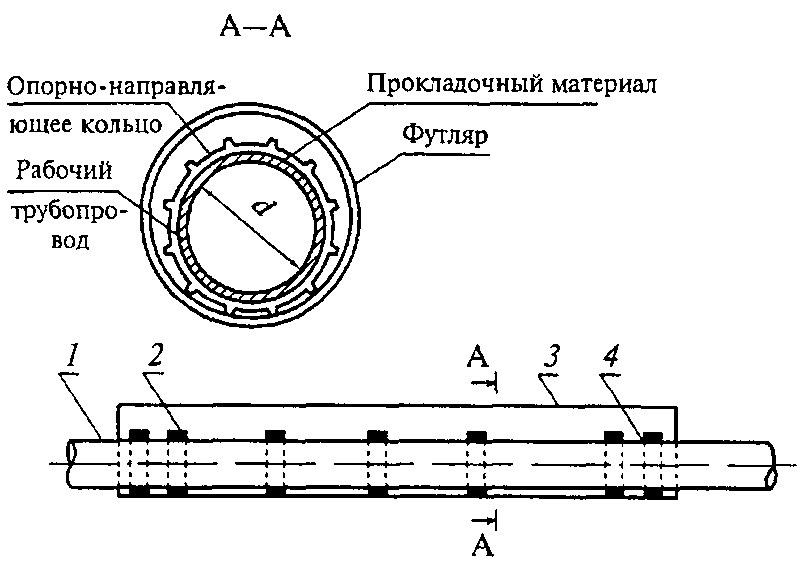 А—А
Опорно-направля-
ющее кольцо
Прокладочный материал
Футляр
Рабочий
трубопро-
вод
d
1
2
А
3
4
А